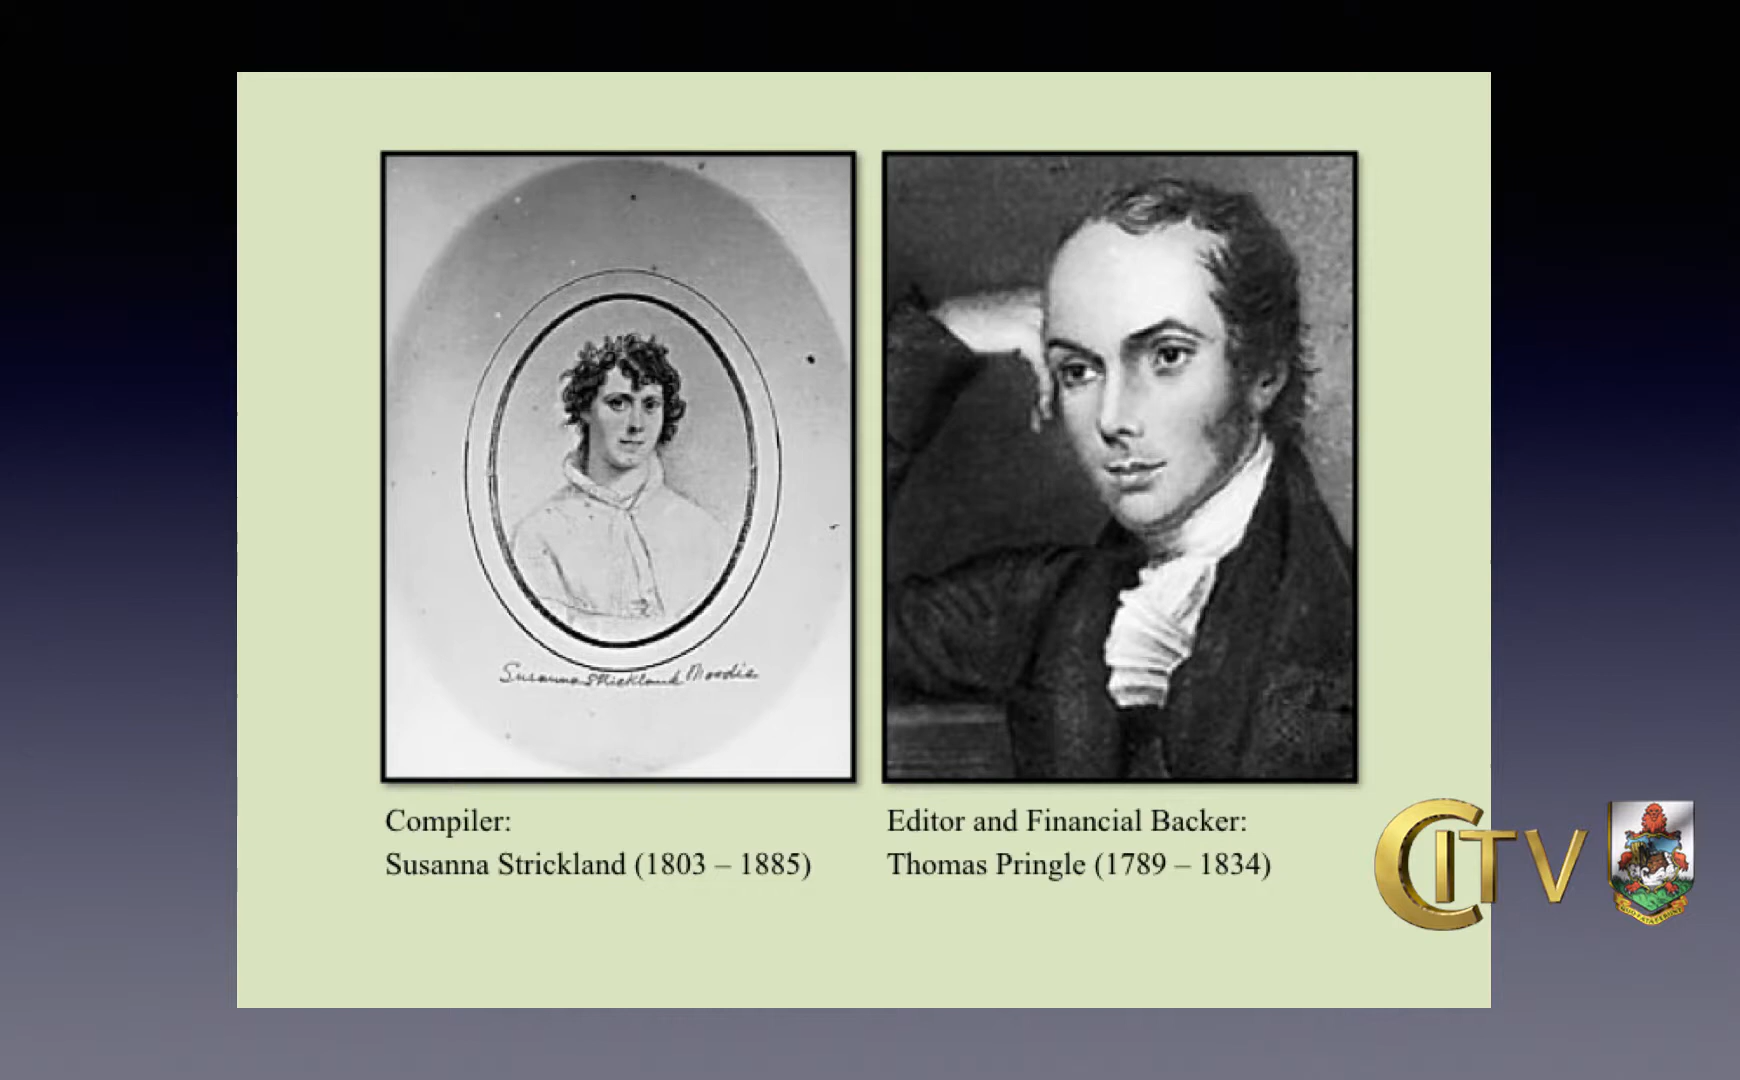 Susanna Strickland Moodie
Compiler:
Susanna Strickland (1803 – 1885)
Editor and Financial Backer:
Thomas Pringle (1789 – 1834)
CITV